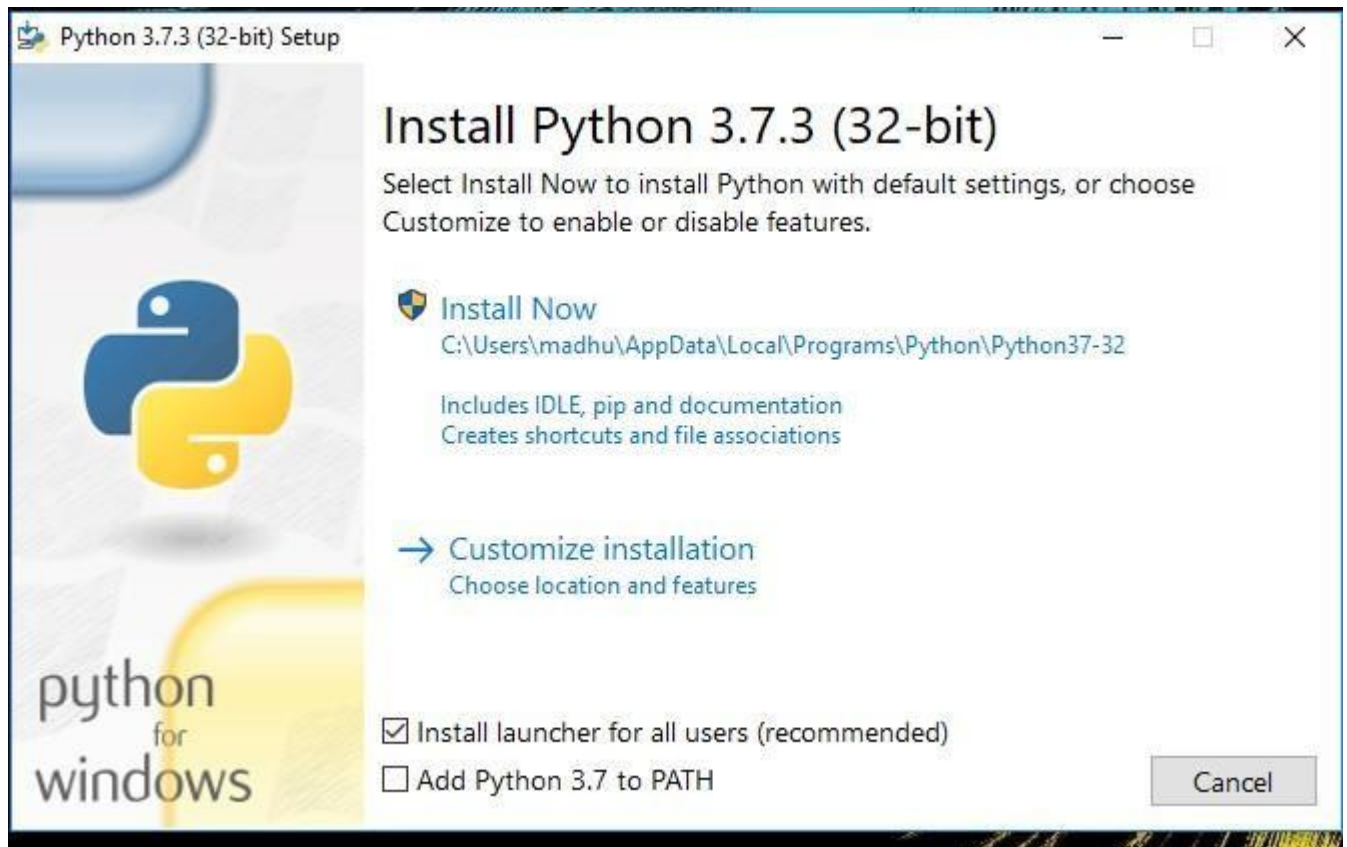 Python 3.7.3 (32-bit) Setup
Install Python 3.7.3 (32-bit)
Select Install Now to install Python with default settings, or choose
Customize to enable or disable features.
Install Now
C:\Users\madhu\AppData\Local\Programs\Python\Python37-32
Includes IDLE, pip and documentation
Creates shortcuts and file associations
Customize installation
Choose location and features
python
for
windows
Install launcher for all users (recommended)
Add Python 3.7 to PATH
Cancel